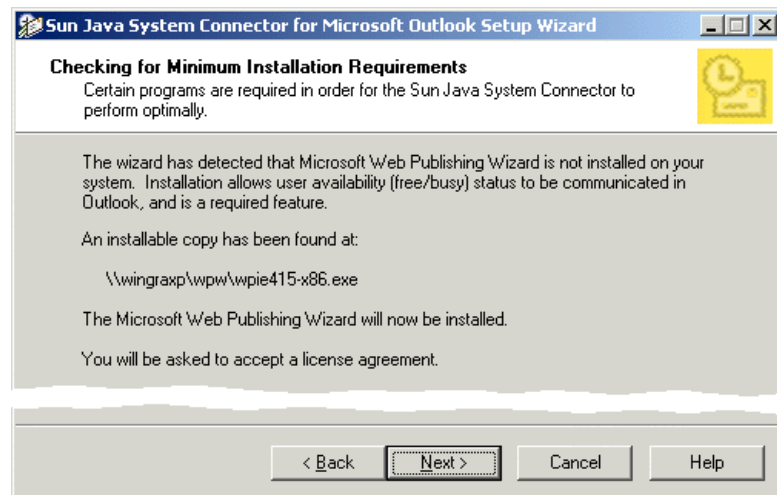 Sun Java System Connector for Microsoft Outlook Setup Wizard
Checking for Minimum Installation Requirements
Certain programs are required in order for the Sun Java System Connector to
perform optimally.
The wizard has detected that Microsoft Web Publishing Wizard is not installed on your
system.  Installation allows user availability (free/busy) status to be communicated in
Outlook, and is a required feature.
An installable copy has been found at:
\\wingraxp\wpw\wpie415-x86.exe
The Microsoft Web Publishing Wizard will now be installed.
You will be asked to accept a license agreement.
< Back
Next >
Cancel
Help